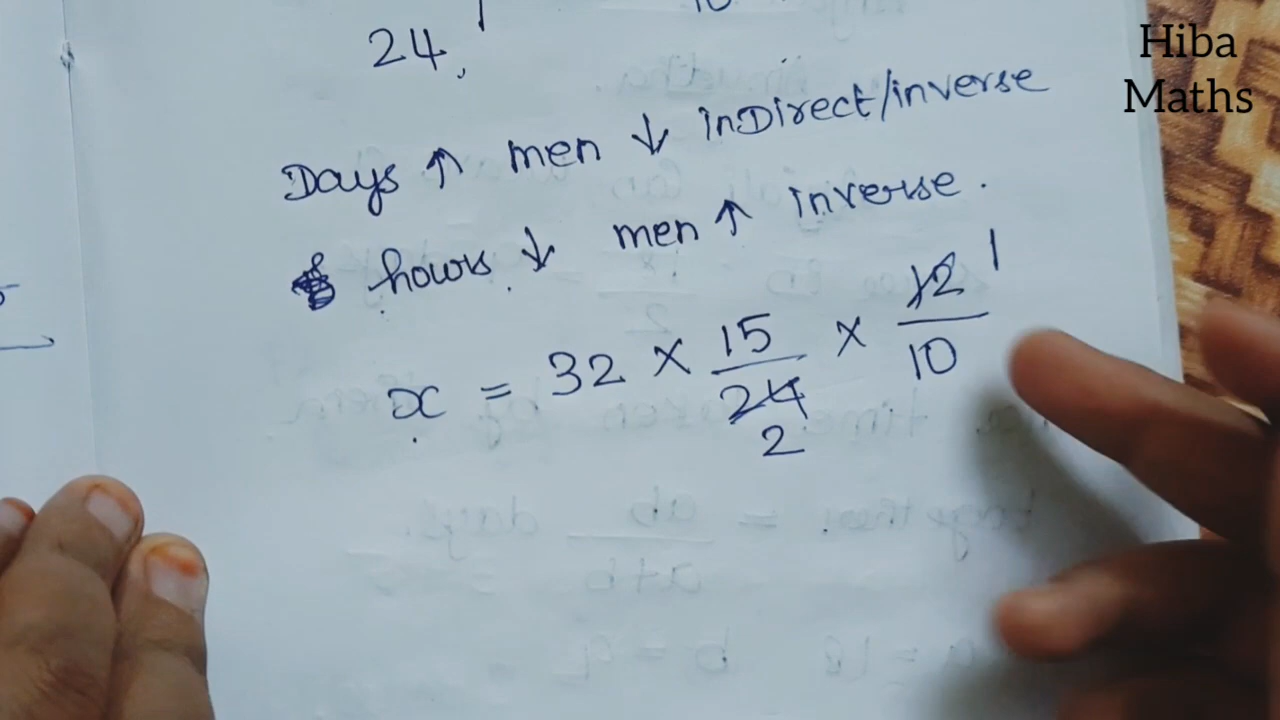 Hiba
Maths
24,
Days ↑ men ↓ inDirect/inverse
hours ↓ men ↑ inverse.
x = 32 × 15/24 × 12/10 1
2